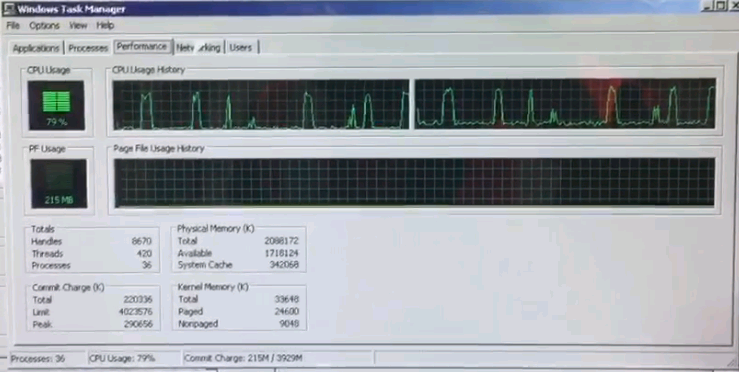 Windows Task Manager
File Options View Help
Applications Processes Performance Networking Users
CPU Usage
CPU Usage History
79 %
PF Usage
Page File Usage History
215 MB
Totals
Handles 8670
Threads 420
Processes 36
Physical Memory (K)
Total 2088172
Available 1718124
System Cache 342068
Commit Charge (K)
Total 220336
Limit 4023576
Peak 290656
Kernel Memory (K)
Total 33648
Paged 24600
Nonpaged 9048
Processes: 36 CPU Usage: 79% Commit Charge: 215M / 3929M